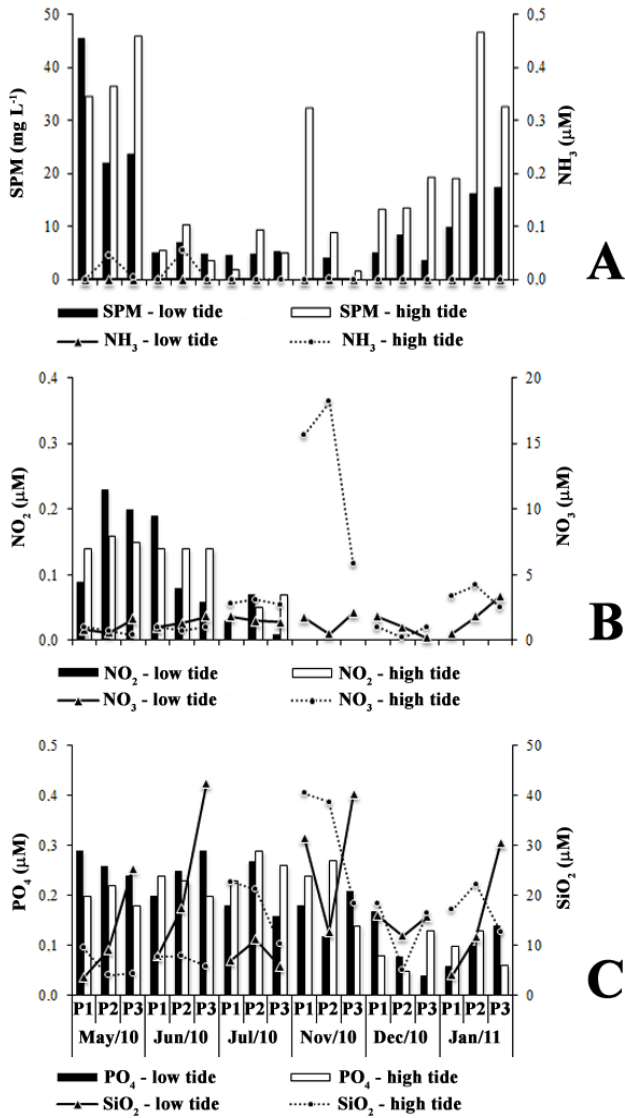 50 0.5
40 0.4
30 0.3
20 0.2
10 0.1
0 0.0
SPM (mg L⁻¹)
NH₃ (µM)
A
SPM - low tide SPM - high tide
NH₃ - low tide NH₃ - high tide
0.4 20
0.3 15
0.2 10
0.1 5
0.0 0
NO₂ (µM)
NO₃ (µM)
B
NO₂ - low tide NO₂ - high tide
NO₃ - low tide NO₃ - high tide
0.5 50
0.4 40
0.3 30
0.2 20
0.1 10
0.0 0
PO₄ (µM)
SiO₂ (µM)
C
P1 P2 P3 P1 P2 P3 P1 P2 P3 P1 P2 P3 P1 P2 P3 P1 P2 P3
May/10 Jun/10 Jul/10 Nov/10 Dec/10 Jan/11
PO₄ - low tide PO₄ - high tide
SiO₂ - low tide SiO₂ - high tide